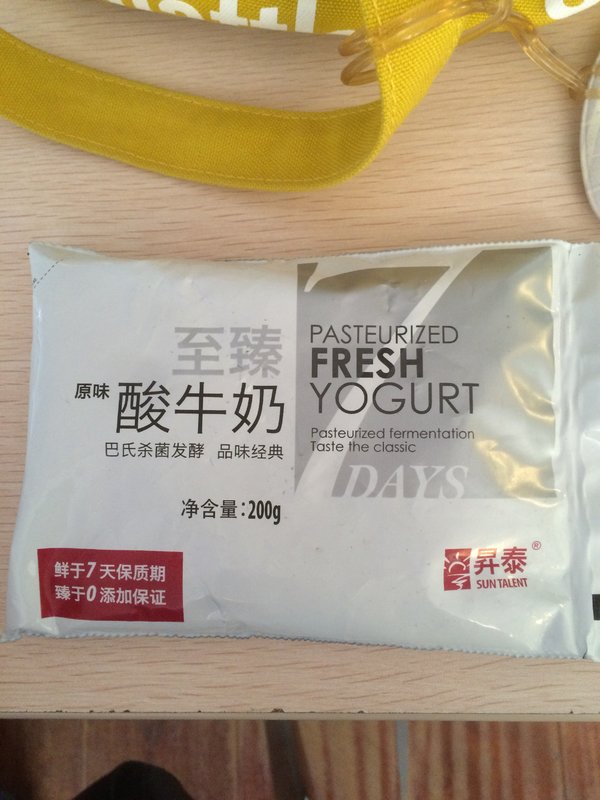 至臻
原味 酸牛奶
巴氏杀菌发酵 品味经典
净含量：200g
鲜于7天保质期
臻于0添加保证
7
PASTEURIZED
FRESH
YOGURT
Pasteurized fermentation
Taste the classic
DAYS
昇泰®
SUN TALENT